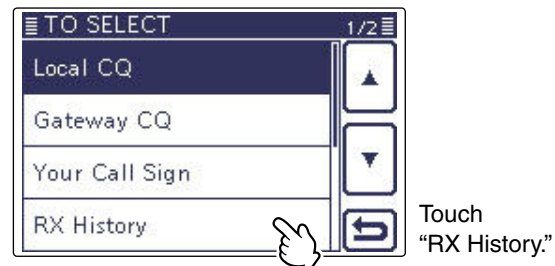 TO SELECT 1/2
Local CQ
Gateway CQ
Your Call Sign
RX History
Touch
“RX History.”